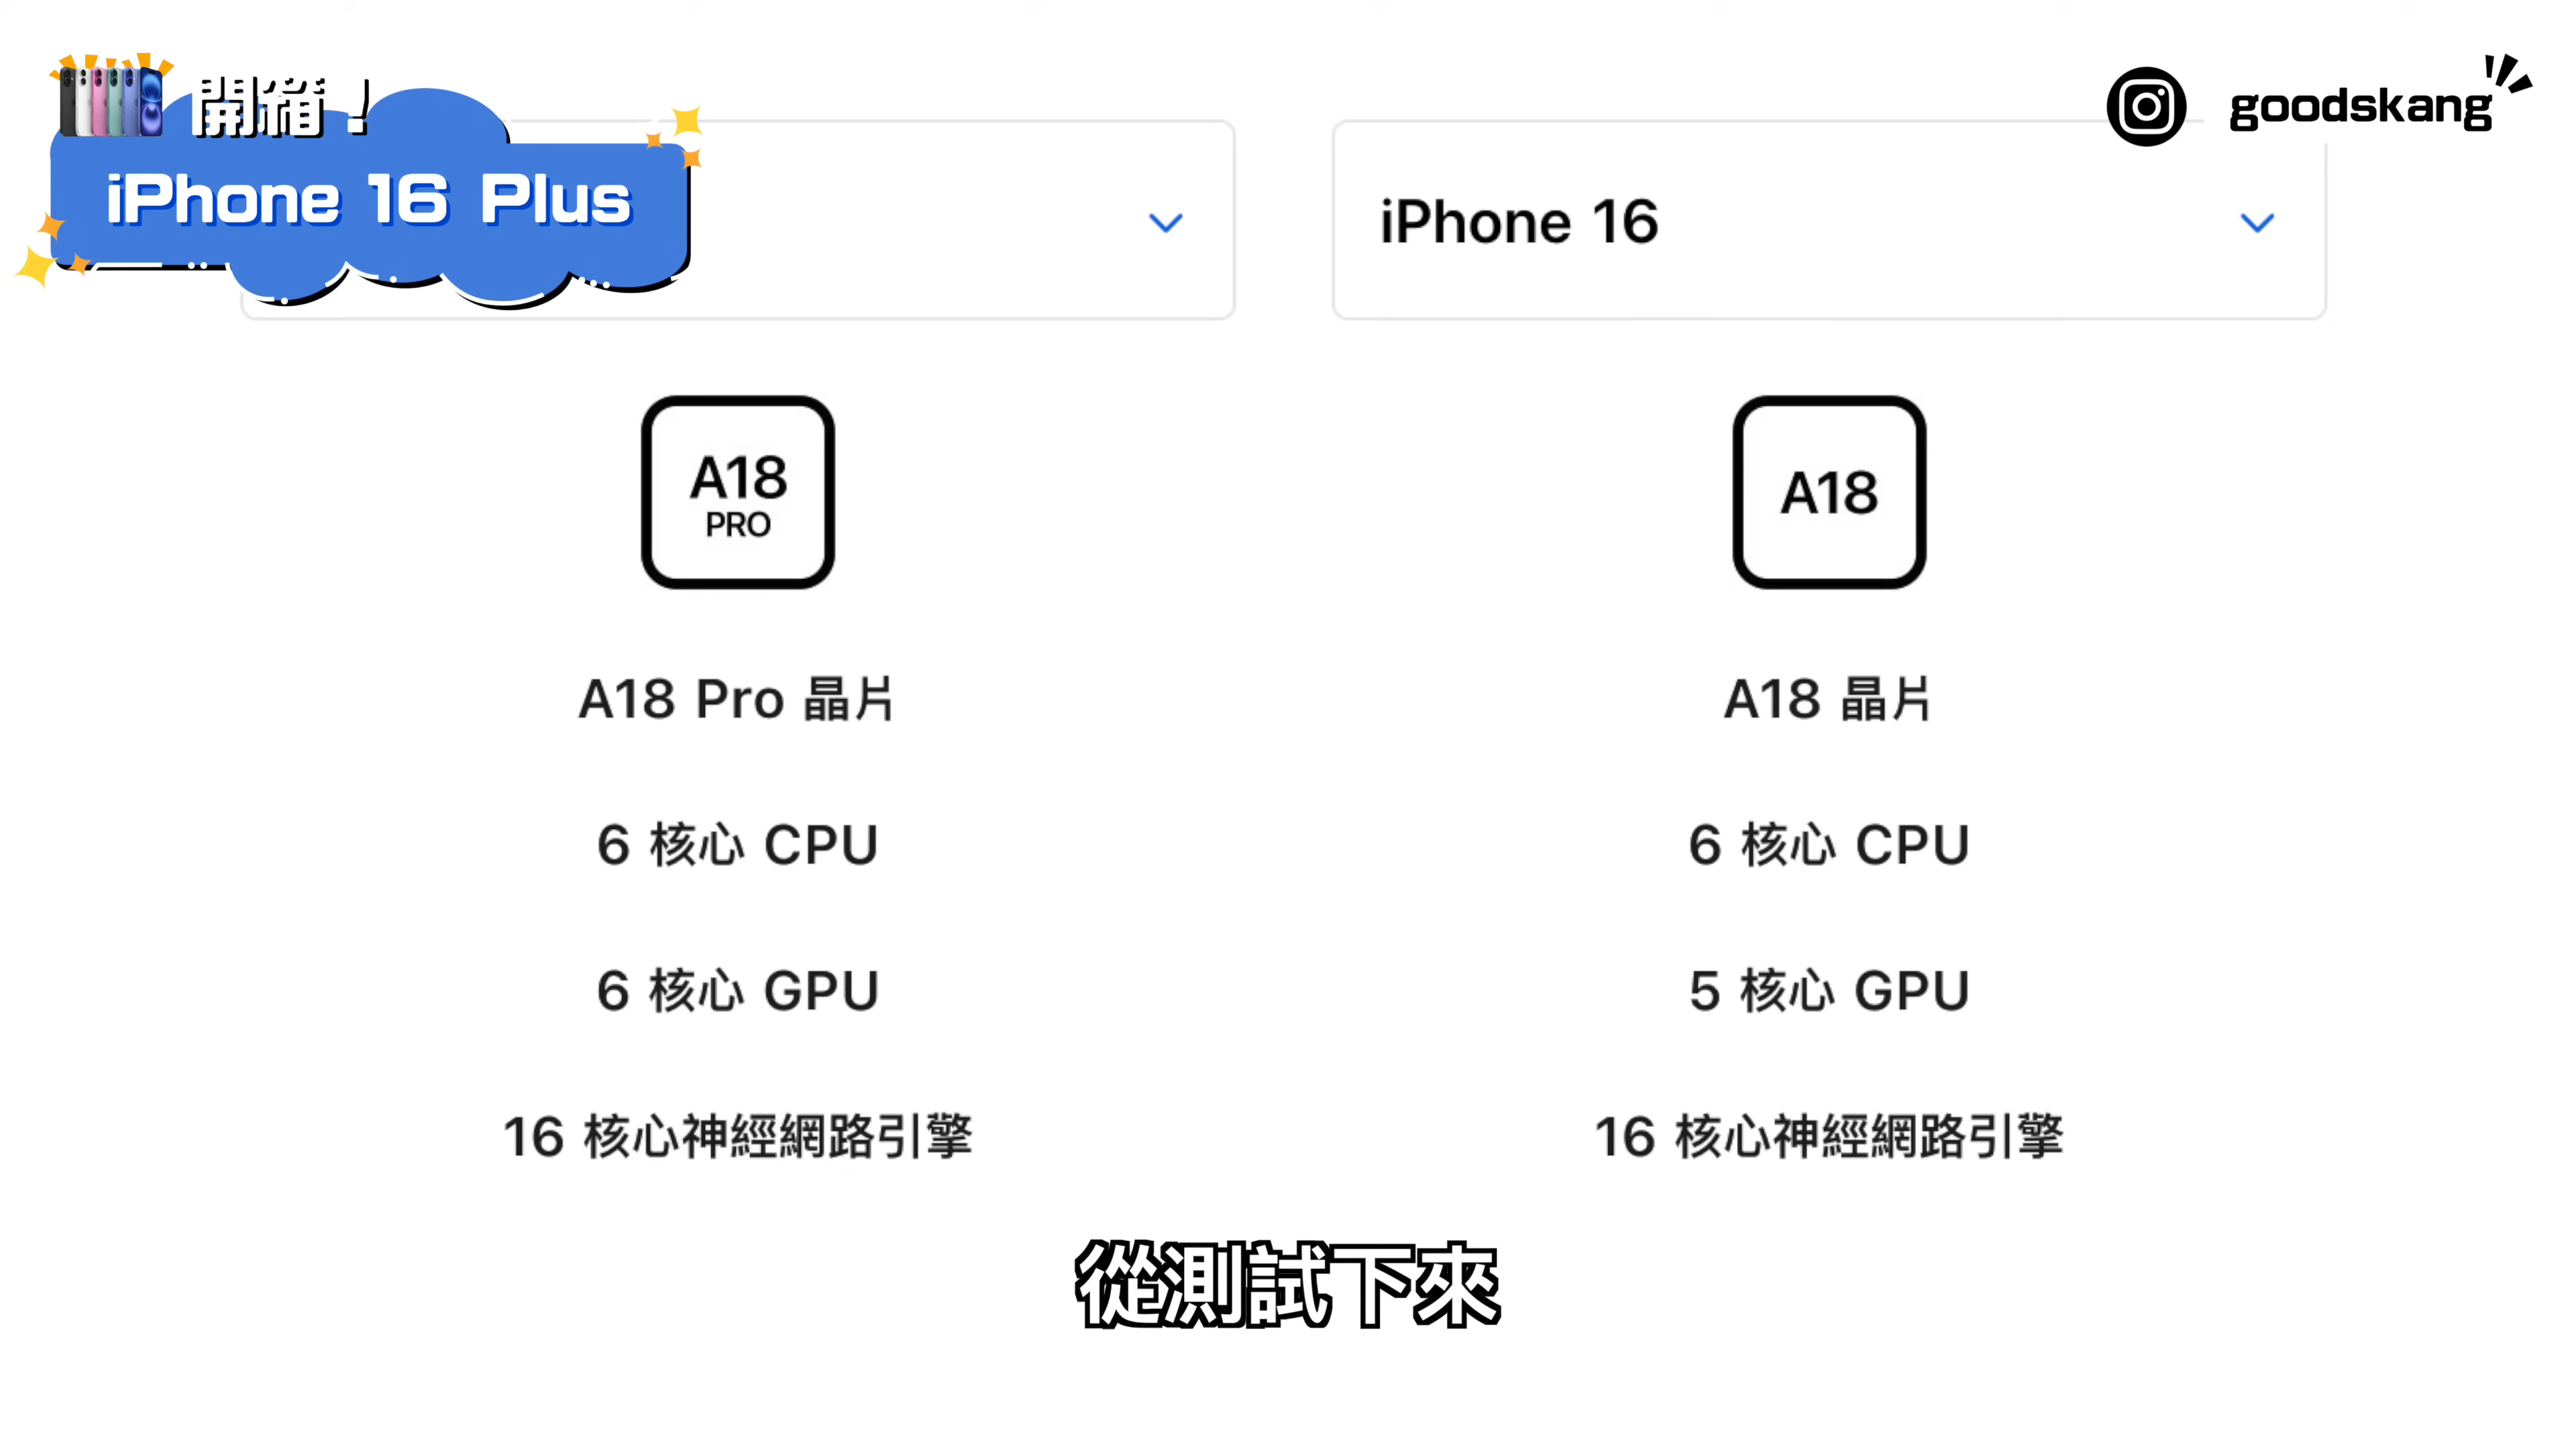 開箱！
iPhone 16 Plus
goodskang
iPhone 16
A18
PRO
A18
A18 Pro 晶片
A18 晶片
6 核心 CPU
6 核心 CPU
6 核心 GPU
5 核心 GPU
16 核心神經網路引擎
16 核心神經網路引擎
從測試下來